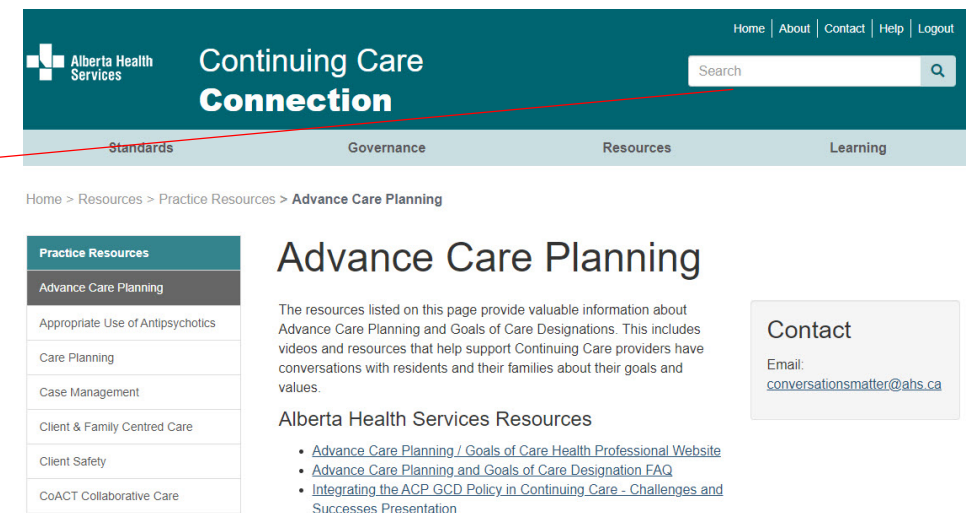 Home | About | Contact | Help | Logout
Alberta Health
Services
Continuing Care
Connection
Search
Standards
Governance
Resources
Learning
Home > Resources > Practice Resources > Advance Care Planning
Practice Resources
Advance Care Planning
Appropriate Use of Antipsychotics
Care Planning
Case Management
Client & Family Centred Care
Client Safety
CoACT Collaborative Care
Advance Care Planning
The resources listed on this page provide valuable information about
Advance Care Planning and Goals of Care Designations. This includes
videos and resources that help support Continuing Care providers have
conversations with residents and their families about their goals and
values.
Alberta Health Services Resources
• Advance Care Planning / Goals of Care Health Professional Website
• Advance Care Planning and Goals of Care Designation FAQ
• Integrating the ACP GCD Policy in Continuing Care - Challenges and
Successes Presentation
Contact
Email:
conversationsmatter@ahs.ca